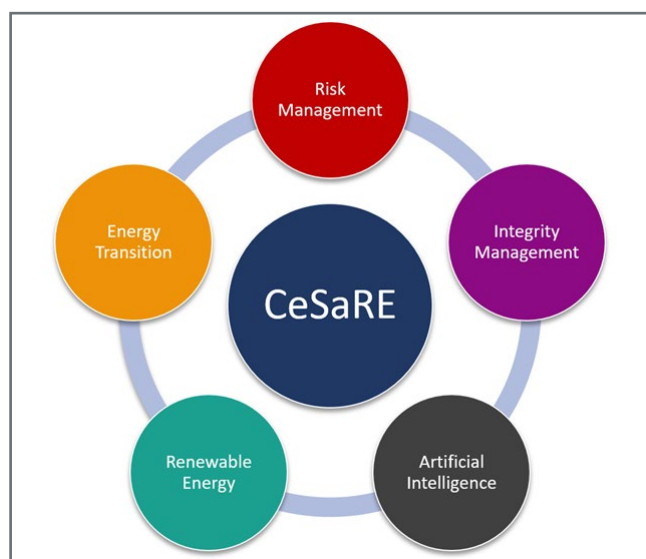 Risk
Management
Energy
Transition
Integrity
Management
CeSaRE
Renewable
Energy
Artificial
Intelligence